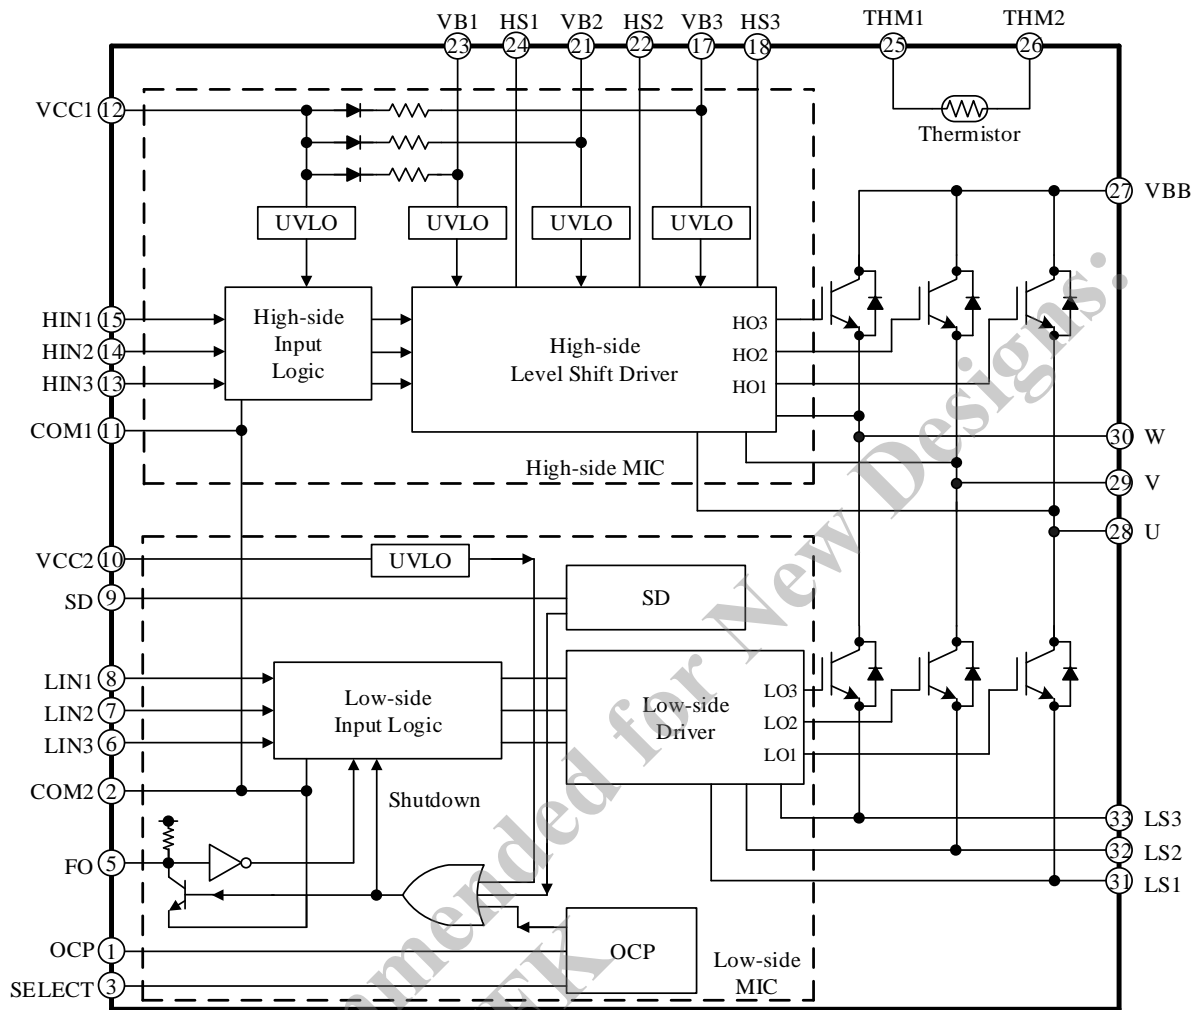 VB1 HS1 VB2 HS2 VB3 HS3 THM1 THM2
23 24 21 22 17 18 25 26
VCC1 12
Thermistor
27 VBB
UVLO UVLO UVLO UVLO
HIN1 15
HIN2 14
HIN3 13
COM1 11
High-side
Input
Logic
High-side
Level Shift Driver
HO3
HO2
HO1
30 W
High-side MIC
29 V
28 U
VCC2 10
UVLO
SD 9
SD
LIN1 8
LIN2 7
LIN3 6
COM2 2
Low-side
Input Logic
Low-side
Driver
LO3
LO2
LO1
Shutdown
33 LS3
32 LS2
31 LS1
FO 5
OCP 1
OCP
SELECT 3
Low-side
MIC
mmended for New Designs: